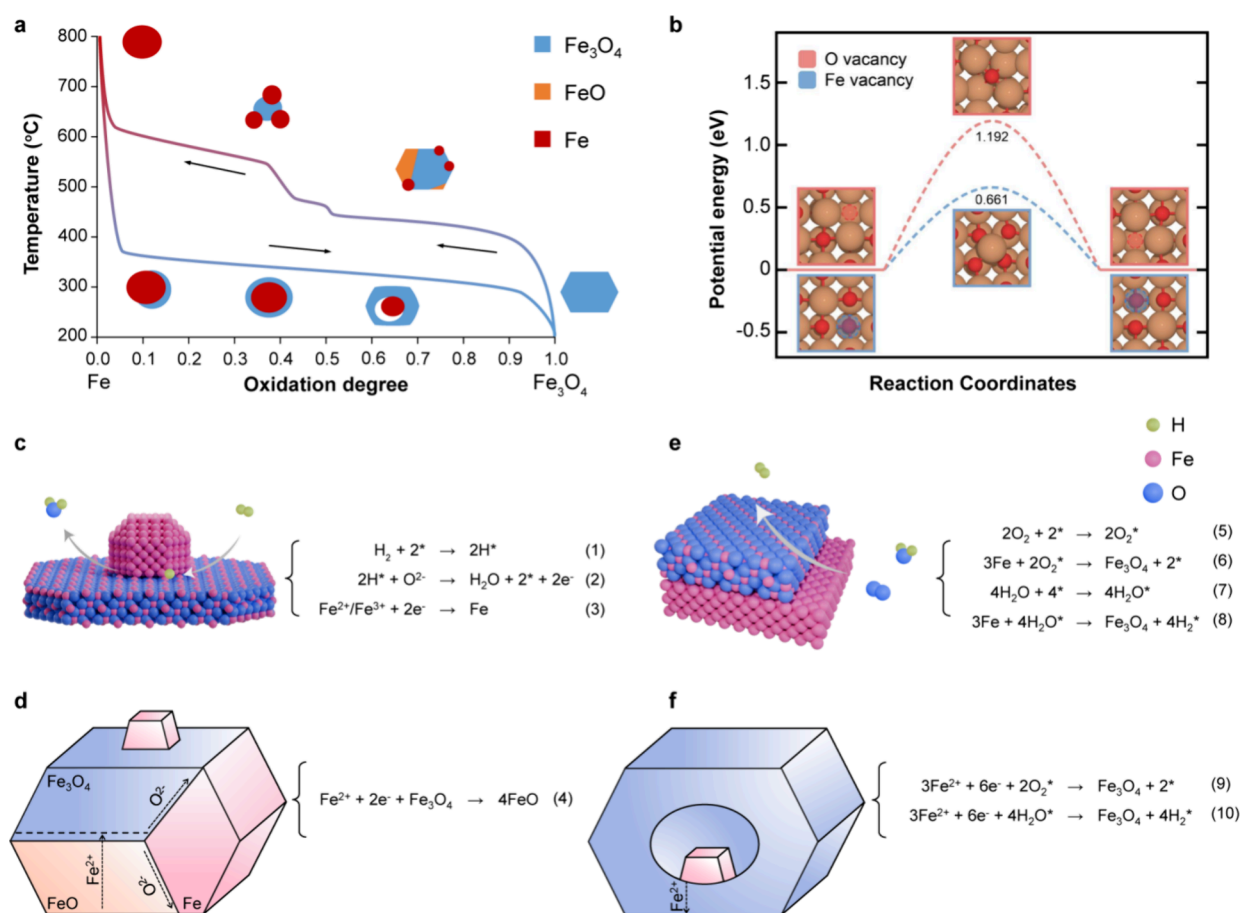 a
Temperature (°C)
800
700
600
500
400
300
200
Fe₃O₄
FeO
Fe
0.0 0.1 0.2 0.3 0.4 0.5 0.6 0.7 0.8 0.9 1.0
Fe Oxidation degree Fe₃O₄
b
Potential energy (eV)
1.5
1.0
0.5
0
-0.5
O vacancy
Fe vacancy
1.192
0.661
Reaction Coordinates
c
H₂ + 2* → 2H* (1)
2H* + O²⁻ → H₂O + 2* + 2e⁻ (2)
Fe²⁺/Fe³⁺ + 2e⁻ → Fe (3)
e
H
Fe
O
2O₂ + 2* → 2O₂* (5)
3Fe + 2O₂* → Fe₃O₄ + 2* (6)
4H₂O + 4* → 4H₂O* (7)
3Fe + 4H₂O* → Fe₃O₄ + 4H₂* (8)
d
Fe₃O₄
O²⁻
Fe²⁺
O²⁻
FeO
Fe
Fe²⁺ + 2e⁻ + Fe₃O₄ → 4FeO (4)
f
Fe²⁺
3Fe²⁺ + 6e⁻ + 2O₂* → Fe₃O₄ + 2* (9)
3Fe²⁺ + 6e⁻ + 4H₂O* → Fe₃O₄ + 4H₂* (10)